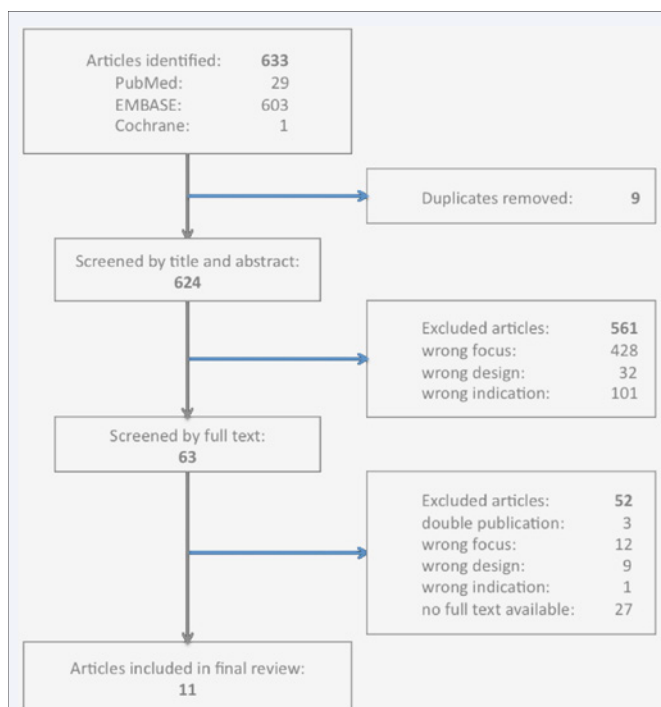 Articles identified: 633
PubMed: 29
EMBASE: 603
Cochrane: 1
Duplicates removed: 9
Screened by title and abstract:
624
Excluded articles: 561
wrong focus: 428
wrong design: 32
wrong indication: 101
Screened by full text:
63
Excluded articles: 52
double publication: 3
wrong focus: 12
wrong design: 9
wrong indication: 1
no full text available: 27
Articles included in final review:
11